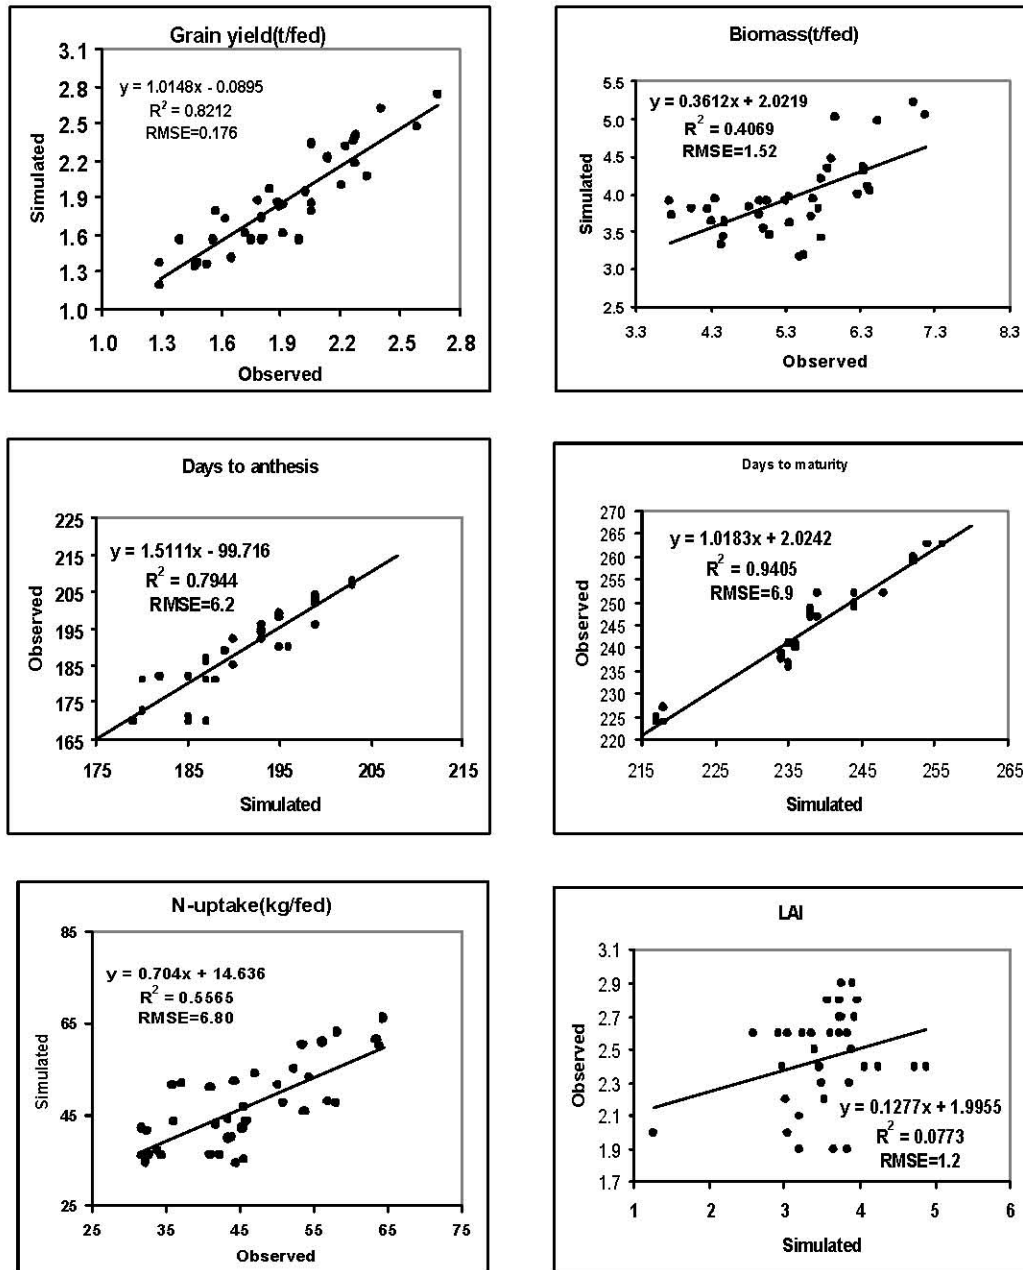 Grain yield(t/fed)
y = 1.0148x - 0.0895
R² = 0.8212
RMSE=0.176
Simulated
3.1
2.8
2.5
2.2
1.9
1.6
1.3
1.0
1.0 1.3 1.6 1.9 2.2 2.5 2.8
Observed
Biomass(t/fed)
y = 0.3612x + 2.0219
R² = 0.4069
RMSE=1.52
Simulated
5.5
5.0
4.5
4.0
3.5
3.0
2.5
3.3 4.3 5.3 6.3 7.3 8.3
Observed
Days to anthesis
y = 1.5111x - 99.716
R² = 0.7944
RMSE=6.2
Observed
225
215
205
195
185
175
165
175 185 195 205 215
Simulated
Days to maturity
y = 1.0183x + 2.0242
R² = 0.9405
RMSE=6.9
Observed
270
265
260
255
250
245
240
230
230
225
220
215 225 235 245 255 265
Simulated
N-uptake(kg/fed)
y = 0.704x + 14.636
R² = 0.5565
RMSE=6.80
Simulated
85
65
45
25
25 35 45 55 65 75
Observed
LAI
y = 0.1277x + 1.9955
R² = 0.0773
RMSE=1.2
Observed
3.1
2.9
2.7
2.5
2.3
2.1
1.9
1.7
1 2 3 4 5 6
Simulated